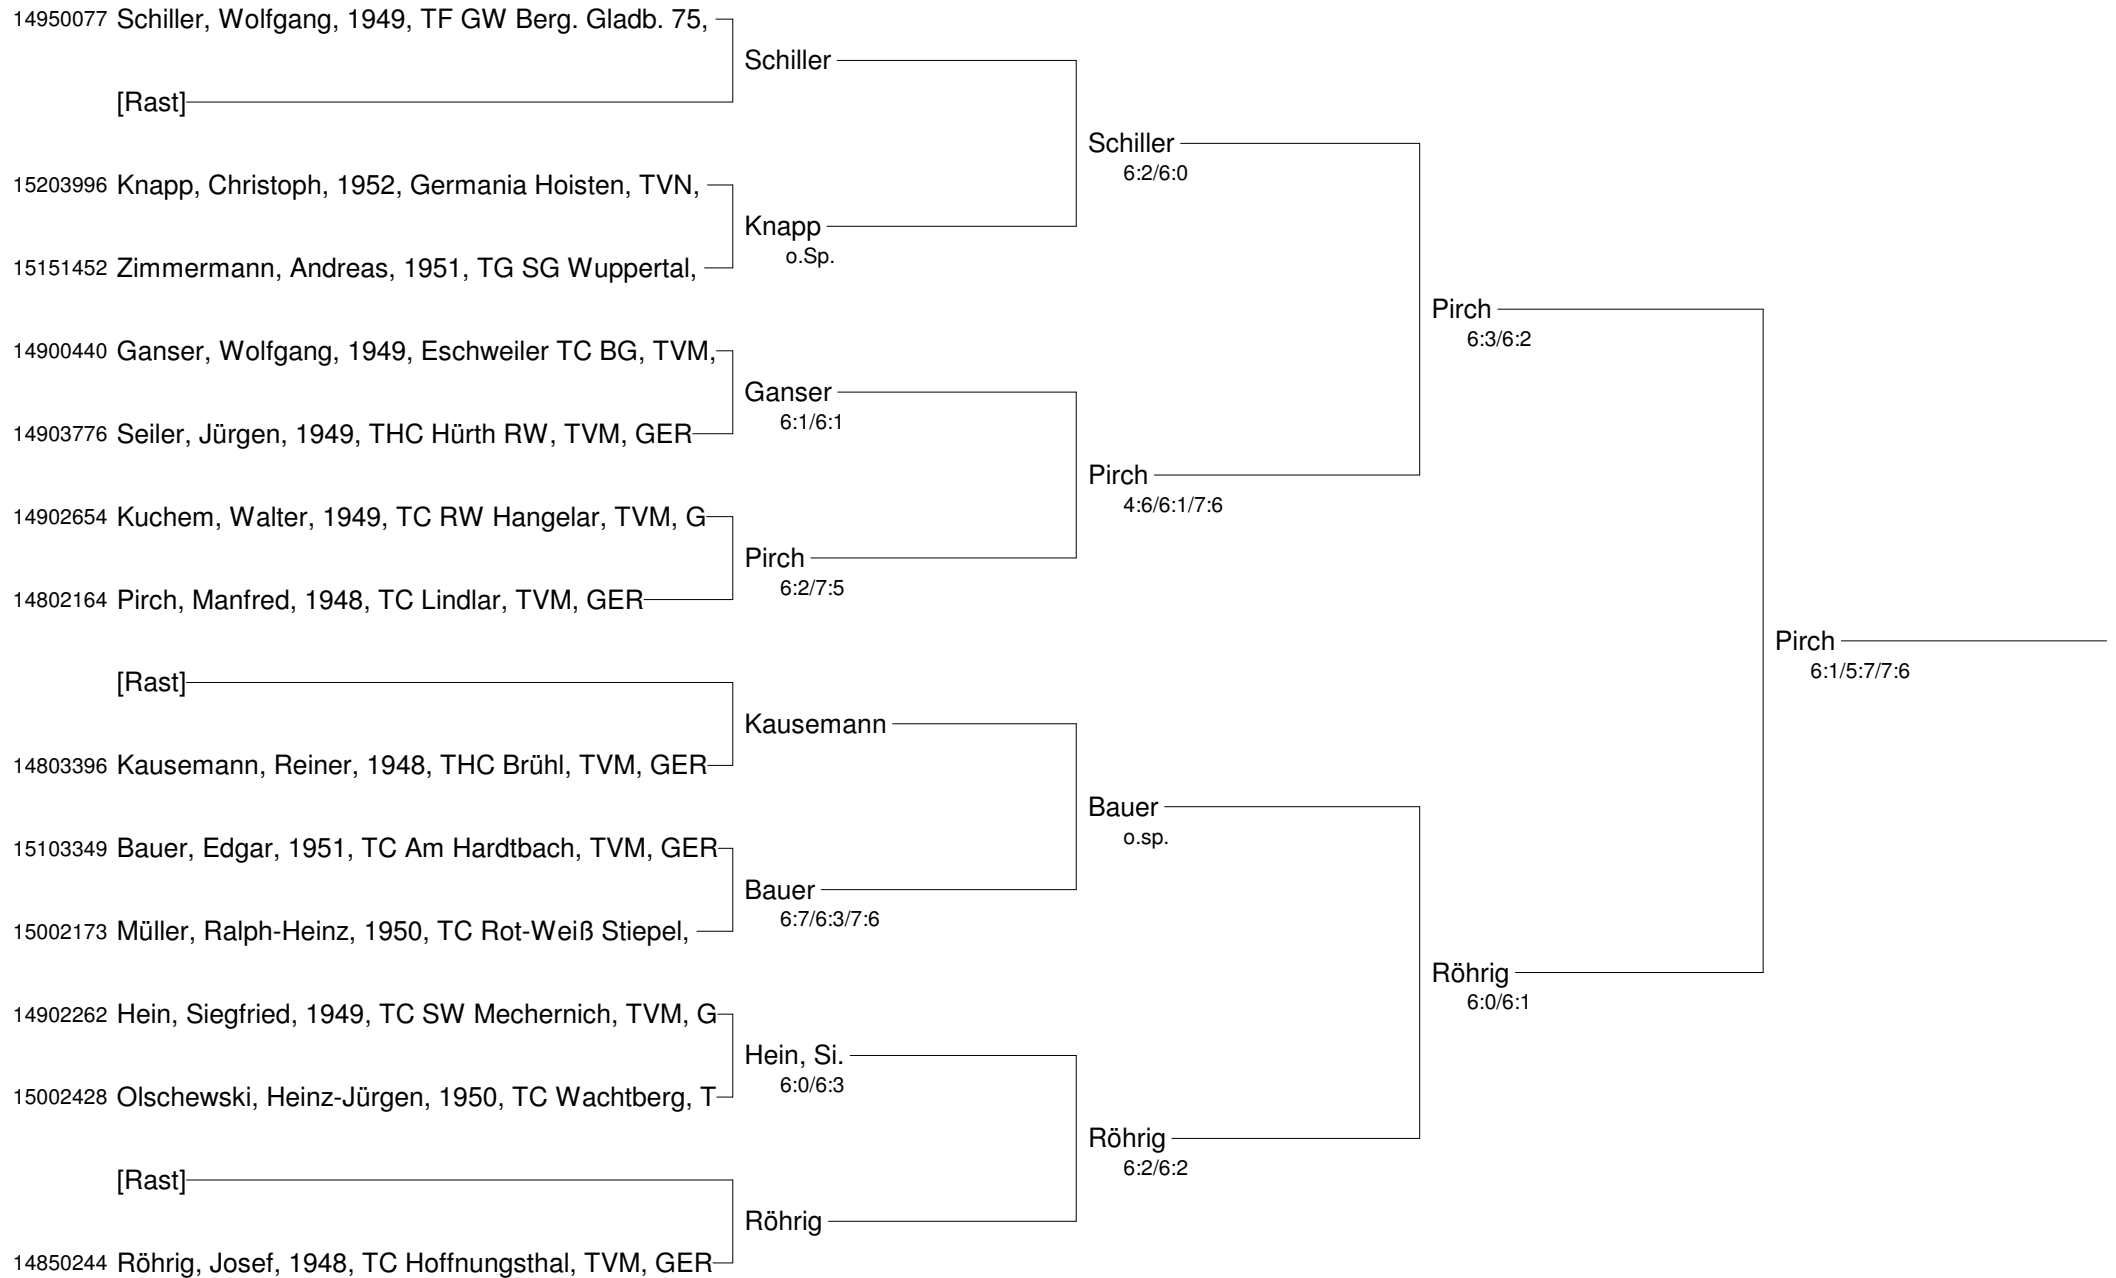 14950077 Schiller, Wolfgang, 1949, TF GW Berg. Gladb. 75,
Schiller
[Rast]
Schiller
6:2/6:0
15203996 Knapp, Christoph, 1952, Germania Hoisten, TVN,
Knapp
o.Sp.
15151452 Zimmermann, Andreas, 1951, TG SG Wuppertal,
Pirch
6:3/6:2
14900440 Ganser, Wolfgang, 1949, Eschweiler TC BG, TVM,
Ganser
6:1/6:1
14903776 Seiler, Jürgen, 1949, THC Hürth RW, TVM, GER
Pirch
4:6/6:1/7:6
14902654 Kuchem, Walter, 1949, TC RW Hangelar, TVM, G
Pirch
6:2/7:5
14802164 Pirch, Manfred, 1948, TC Lindlar, TVM, GER
Pirch
6:1/5:7/7:6
[Rast]
Kausemann
14803396 Kausemann, Reiner, 1948, THC Brühl, TVM, GER
Bauer
o.sp.
15103349 Bauer, Edgar, 1951, TC Am Hardtbach, TVM, GER
Bauer
6:7/6:3/7:6
15002173 Müller, Ralph-Heinz, 1950, TC Rot-Weiß Stiepel,
Röhrig
6:0/6:1
14902262 Hein, Siegfried, 1949, TC SW Mechernich, TVM, G
Hein, Si.
6:0/6:3
15002428 Olschewski, Heinz-Jürgen, 1950, TC Wachtberg, T
Röhrig
6:2/6:2
[Rast]
Röhrig
14850244 Röhrig, Josef, 1948, TC Hoffnungsthal, TVM, GER